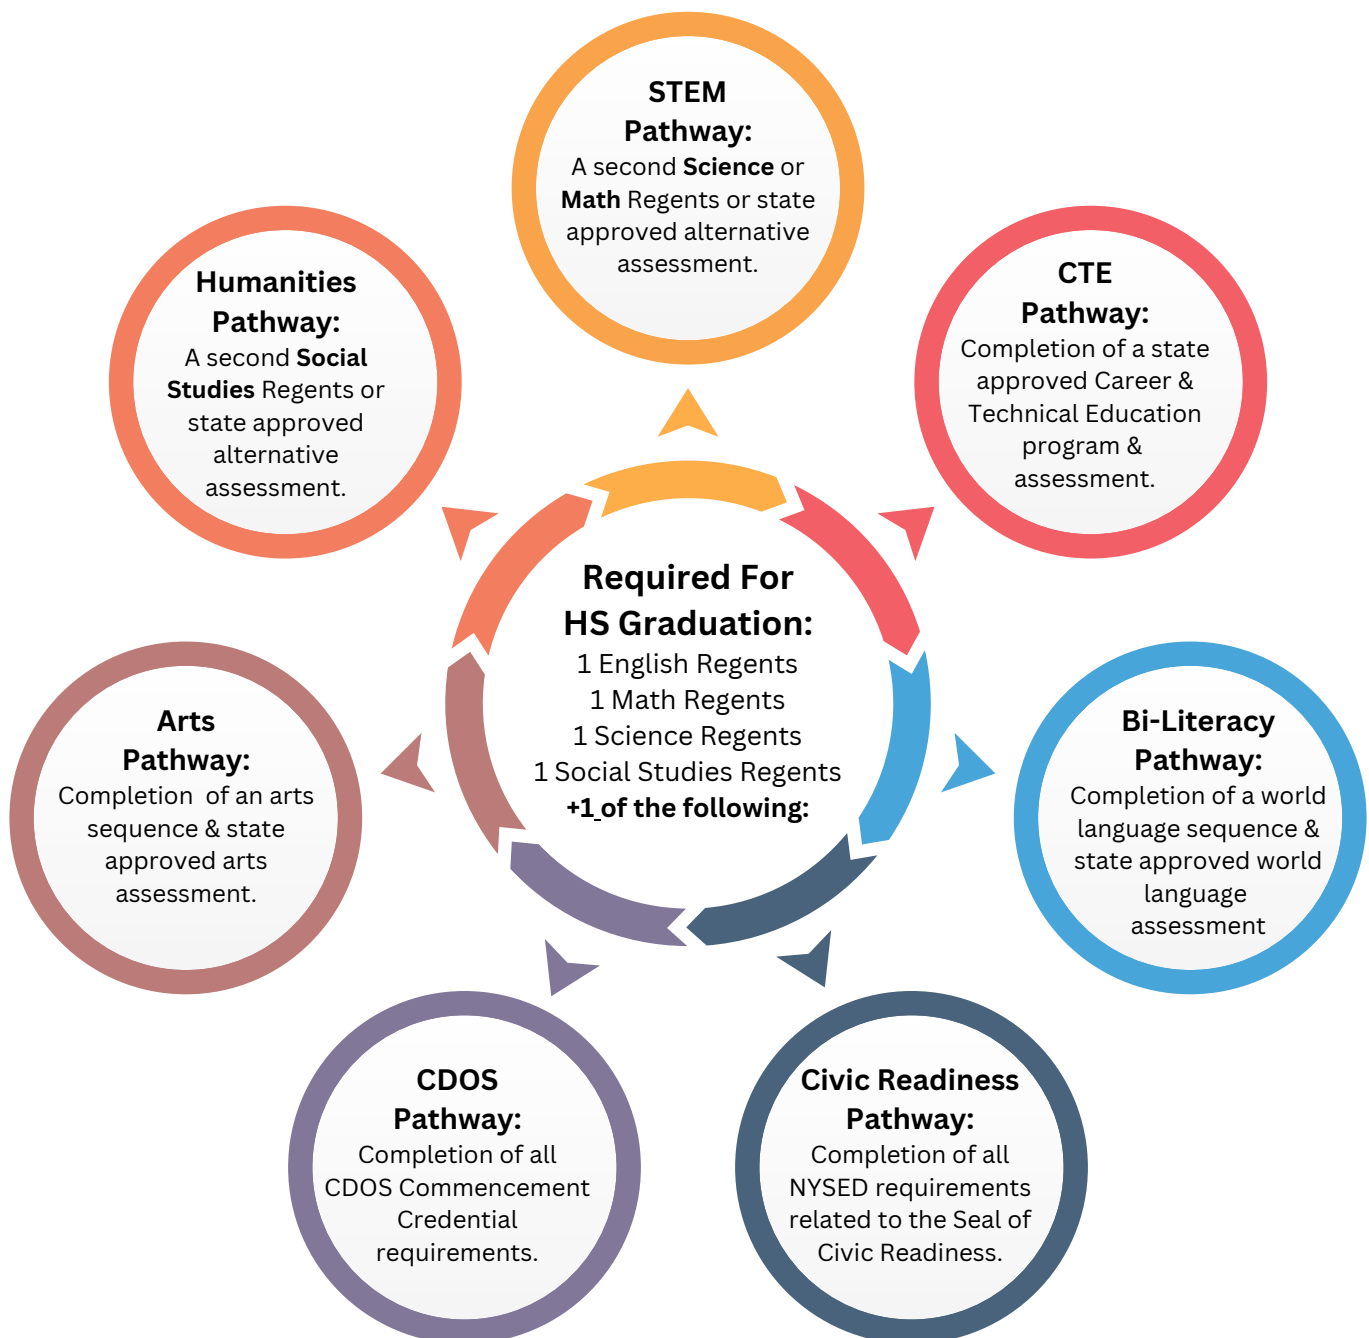 STEM
Pathway:
A second Science or
Math Regents or state
approved alternative
assessment.
Humanities
Pathway:
A second Social
Studies Regents or
state approved
alternative
assessment.
CTE
Pathway:
Completion of a state
approved Career &
Technical Education
program &
assessment.
Required For
HS Graduation:
1 English Regents
1 Math Regents
1 Science Regents
1 Social Studies Regents
+1 of the following:
Arts
Pathway:
Completion of an arts
sequence & state
approved arts
assessment.
Bi-Literacy
Pathway:
Completion of a world
language sequence &
state approved world
language
assessment
CDOS
Pathway:
Completion of all
CDOS Commencement
Credential
requirements.
Civic Readiness
Pathway:
Completion of all
NYSED requirements
related to the Seal of
Civic Readiness.